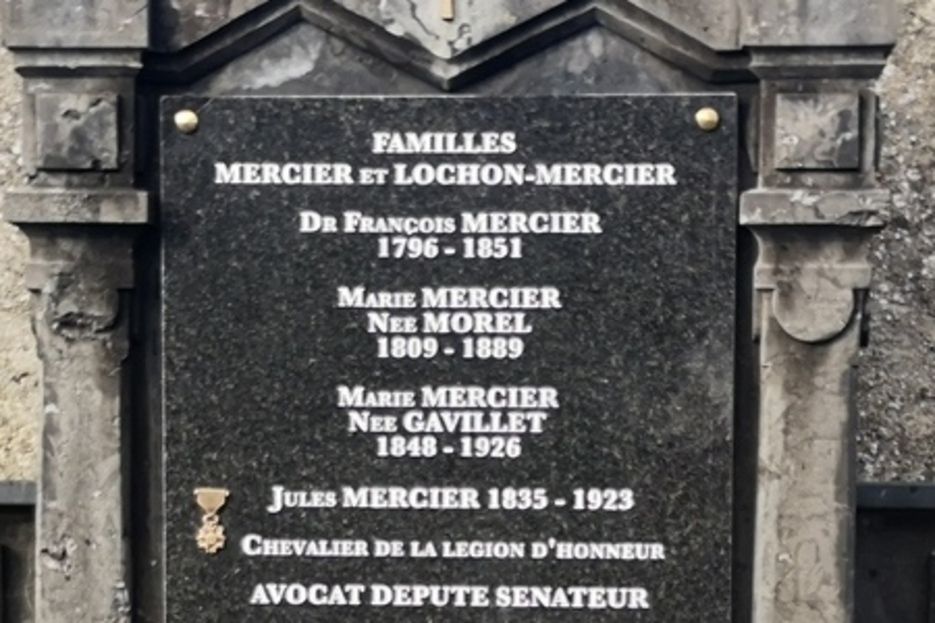 FAMILLES
MERCIER ET LOCHON-MERCIER
DR FRANÇOIS MERCIER
1796 - 1851
MARIE MERCIER
NEE MOREL
1809 - 1889
MARIE MERCIER
NEE GAVILLET
1848 - 1926
JULES MERCIER 1835 - 1923
CHEVALIER DE LA LEGION D'HONNEUR
AVOCAT DEPUTE SENATEUR